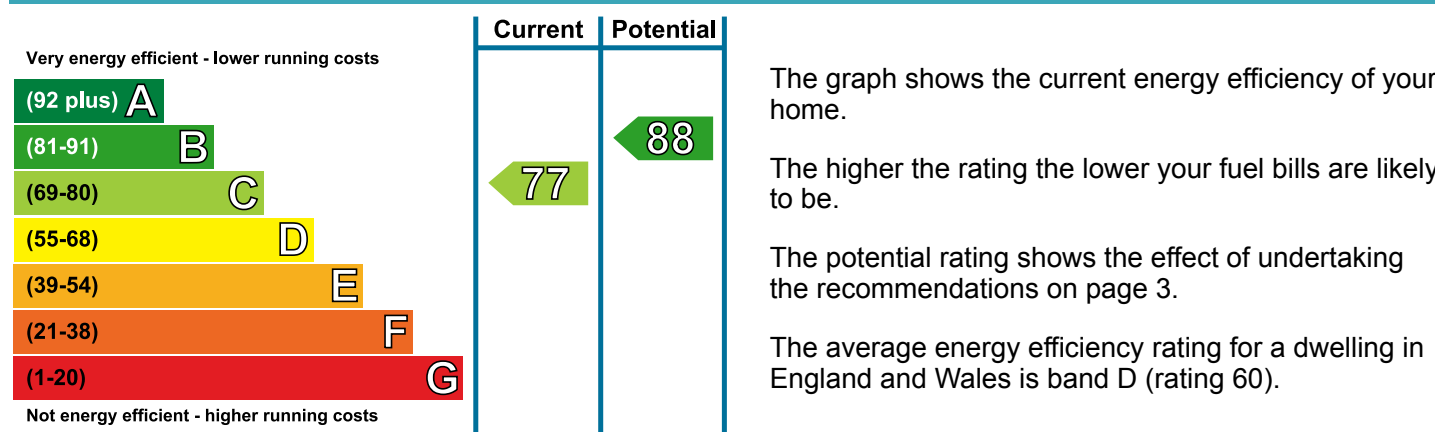 Current Potential
Very energy efficient - lower running costs
(92 plus) A
(81-91) B
(69-80) C
(55-68) D
(39-54) E
(21-38) F
(1-20) G
Not energy efficient - higher running costs
77
88
The graph shows the current energy efficiency of your
home.
The higher the rating the lower your fuel bills are likely
to be.
The potential rating shows the effect of undertaking
the recommendations on page 3.
The average energy efficiency rating for a dwelling in
England and Wales is band D (rating 60).